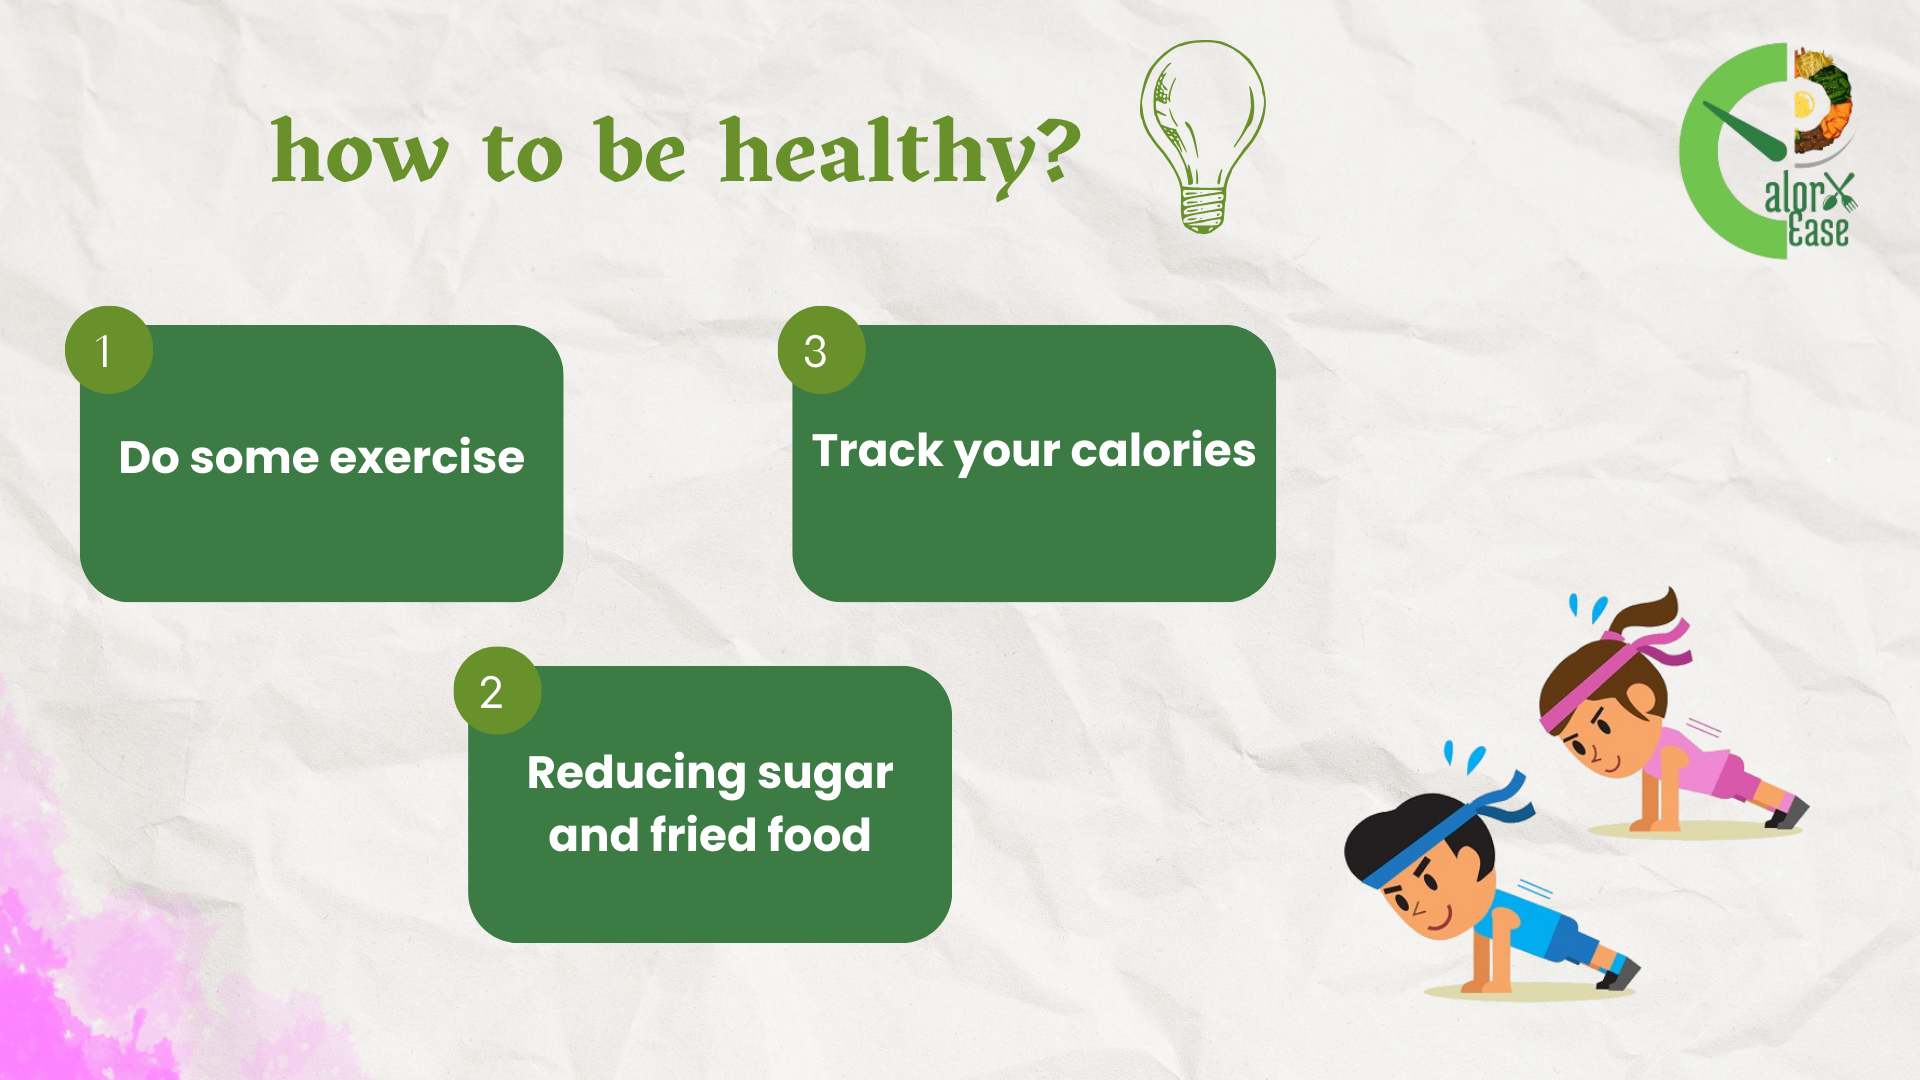 how to be healthy?
alorX
Ease
1
Do some exercise
2
Reducing sugar
and fried food
3
Track your calories